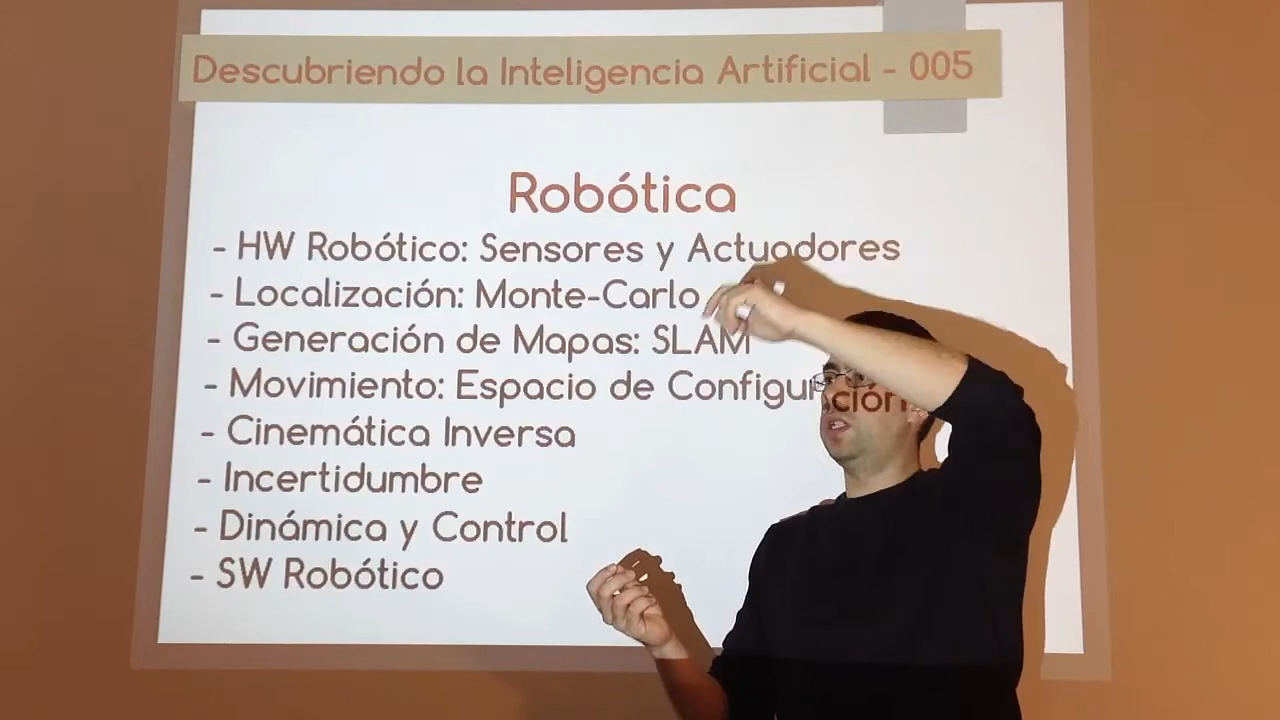 Descubriendo la Inteligencia Artificial - 005
Robótica
- HW Robótico: Sensores y Actuadores
- Localización: Monte-Carlo
- Generación de Mapas: SLAM
- Movimiento: Espacio de Configuración
- Cinemática Inversa
- Incertidumbre
- Dinámica y Control
- SW Robótico